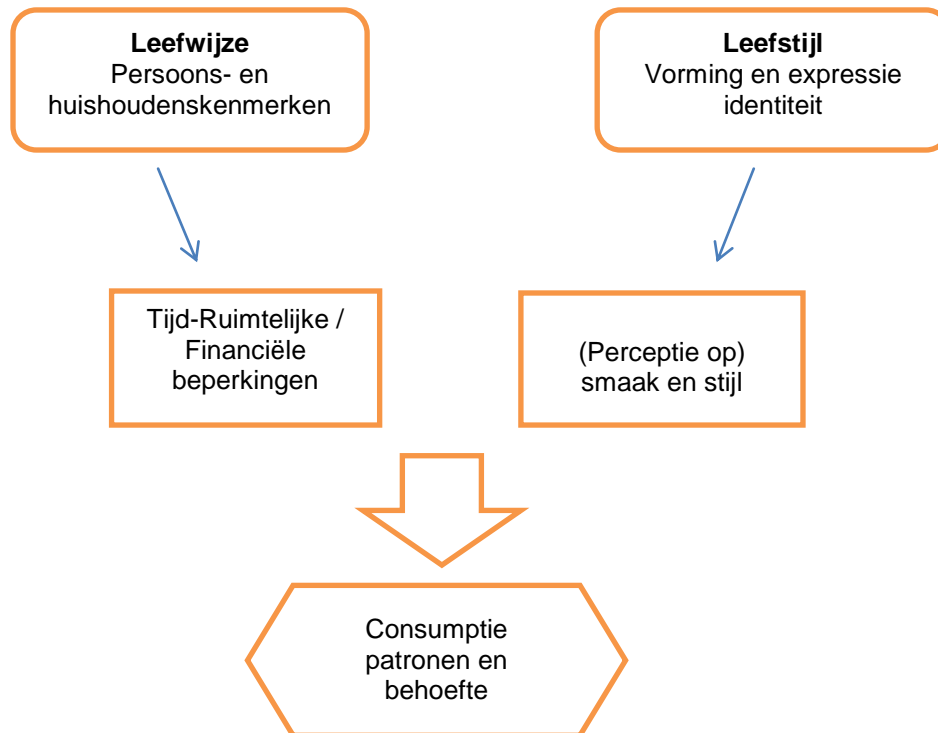 Leefwijze
Persoons- en
huishoudenskenmerken
Leefstijl
Vorming en expressie
identiteit
Tijd-Ruimtelijke /
Financiële
beperkingen
(Perceptie op)
smaak en stijl
Consumptie
patronen en
behoefte